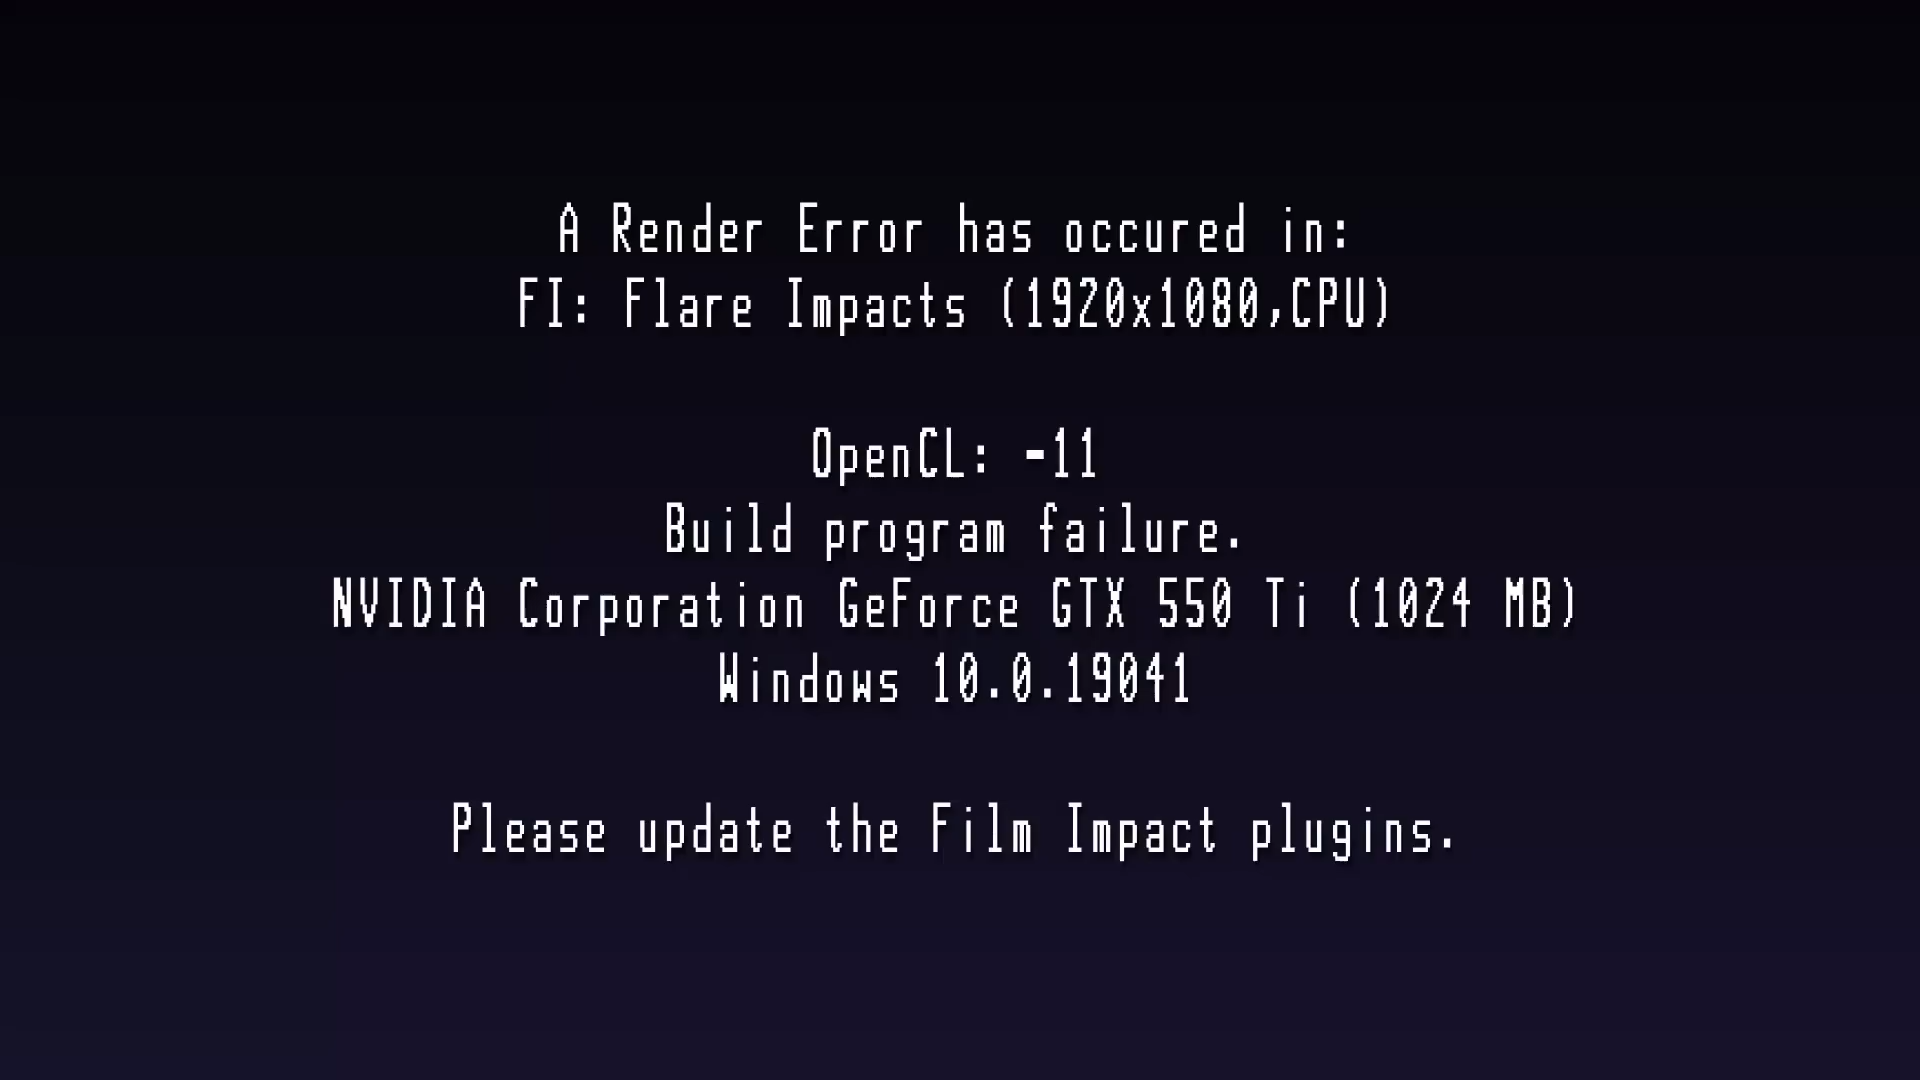 A Render Error has occured in:
FI: Flare Impacts (1920x1080,CPU)
OpenCL: -11
Build program failure.
NVIDIA Corporation GeForce GTX 550 Ti (1024 MB)
Windows 10.0.19041
Please update the Film Impact plugins.